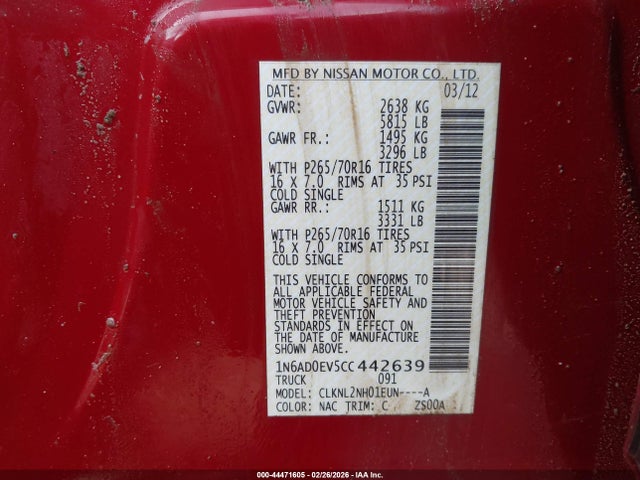 MFD BY NISSAN MOTOR CO., LTD.
DATE: 03/12
GVWR: 2638 KG
5815 LB
GAWR FR.: 1495 KG
3296 LB
WITH P265/70R16 TIRES
16 X 7.0 RIMS AT 35 PSI
COLD SINGLE
GAWR RR.: 1511 KG
3331 LB
WITH P265/70R16 TIRES
16 X 7.0 RIMS AT 35 PSI
COLD SINGLE
THIS VEHICLE CONFORMS TO
ALL APPLICABLE FEDERAL
MOTOR VEHICLE SAFETY AND
THEFT PREVENTION
STANDARDS IN EFFECT ON
THE DATE OF MANUFACTURE
SHOWN ABOVE
1N6AD0EV5CC442639
TRUCK 091
MODEL: CLKNL2NH01EUN----A
COLOR: NAC TRIM: C ZS00A
000-44471605 - 02/26/2026 - IAA Inc.